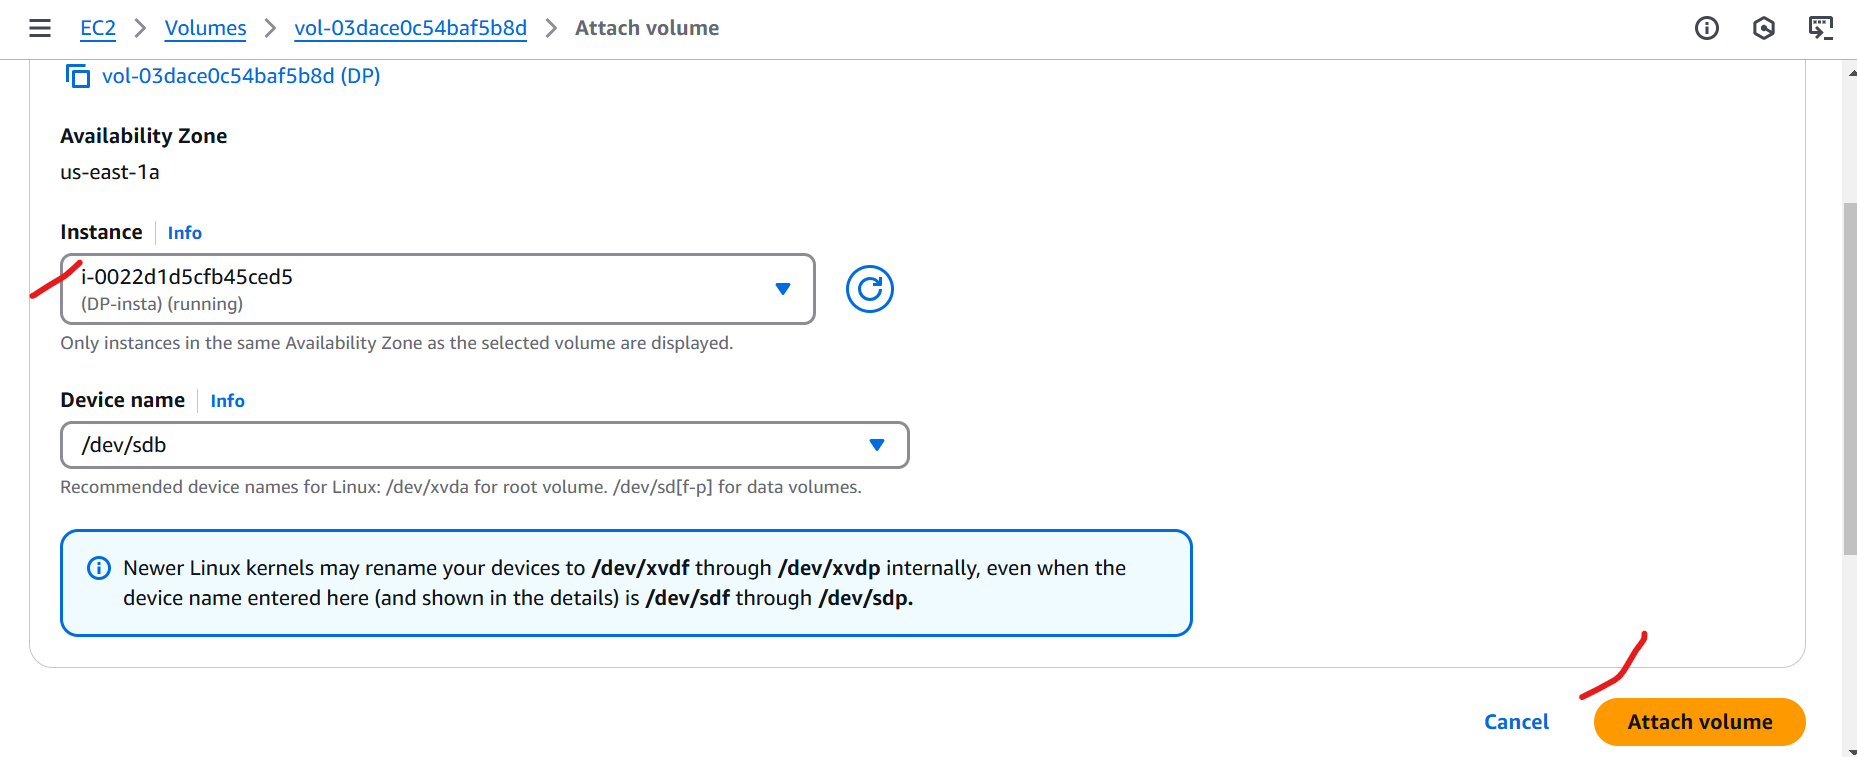 EC2 > Volumes > vol-03dace0c54baf5b8d > Attach volume
vol-03dace0c54baf5b8d (DP)
Availability Zone
us-east-1a
Instance Info
i-0022d1d5cfb45ced5
(DP-insta) (running)
Only instances in the same Availability Zone as the selected volume are displayed.
Device name Info
/dev/sdb
Recommended device names for Linux: /dev/xvda for root volume. /dev/sd[f-p] for data volumes.
Newer Linux kernels may rename your devices to /dev/xvdf through /dev/xvdp internally, even when the
device name entered here (and shown in the details) is /dev/sdf through /dev/sdp.
Cancel Attach volume